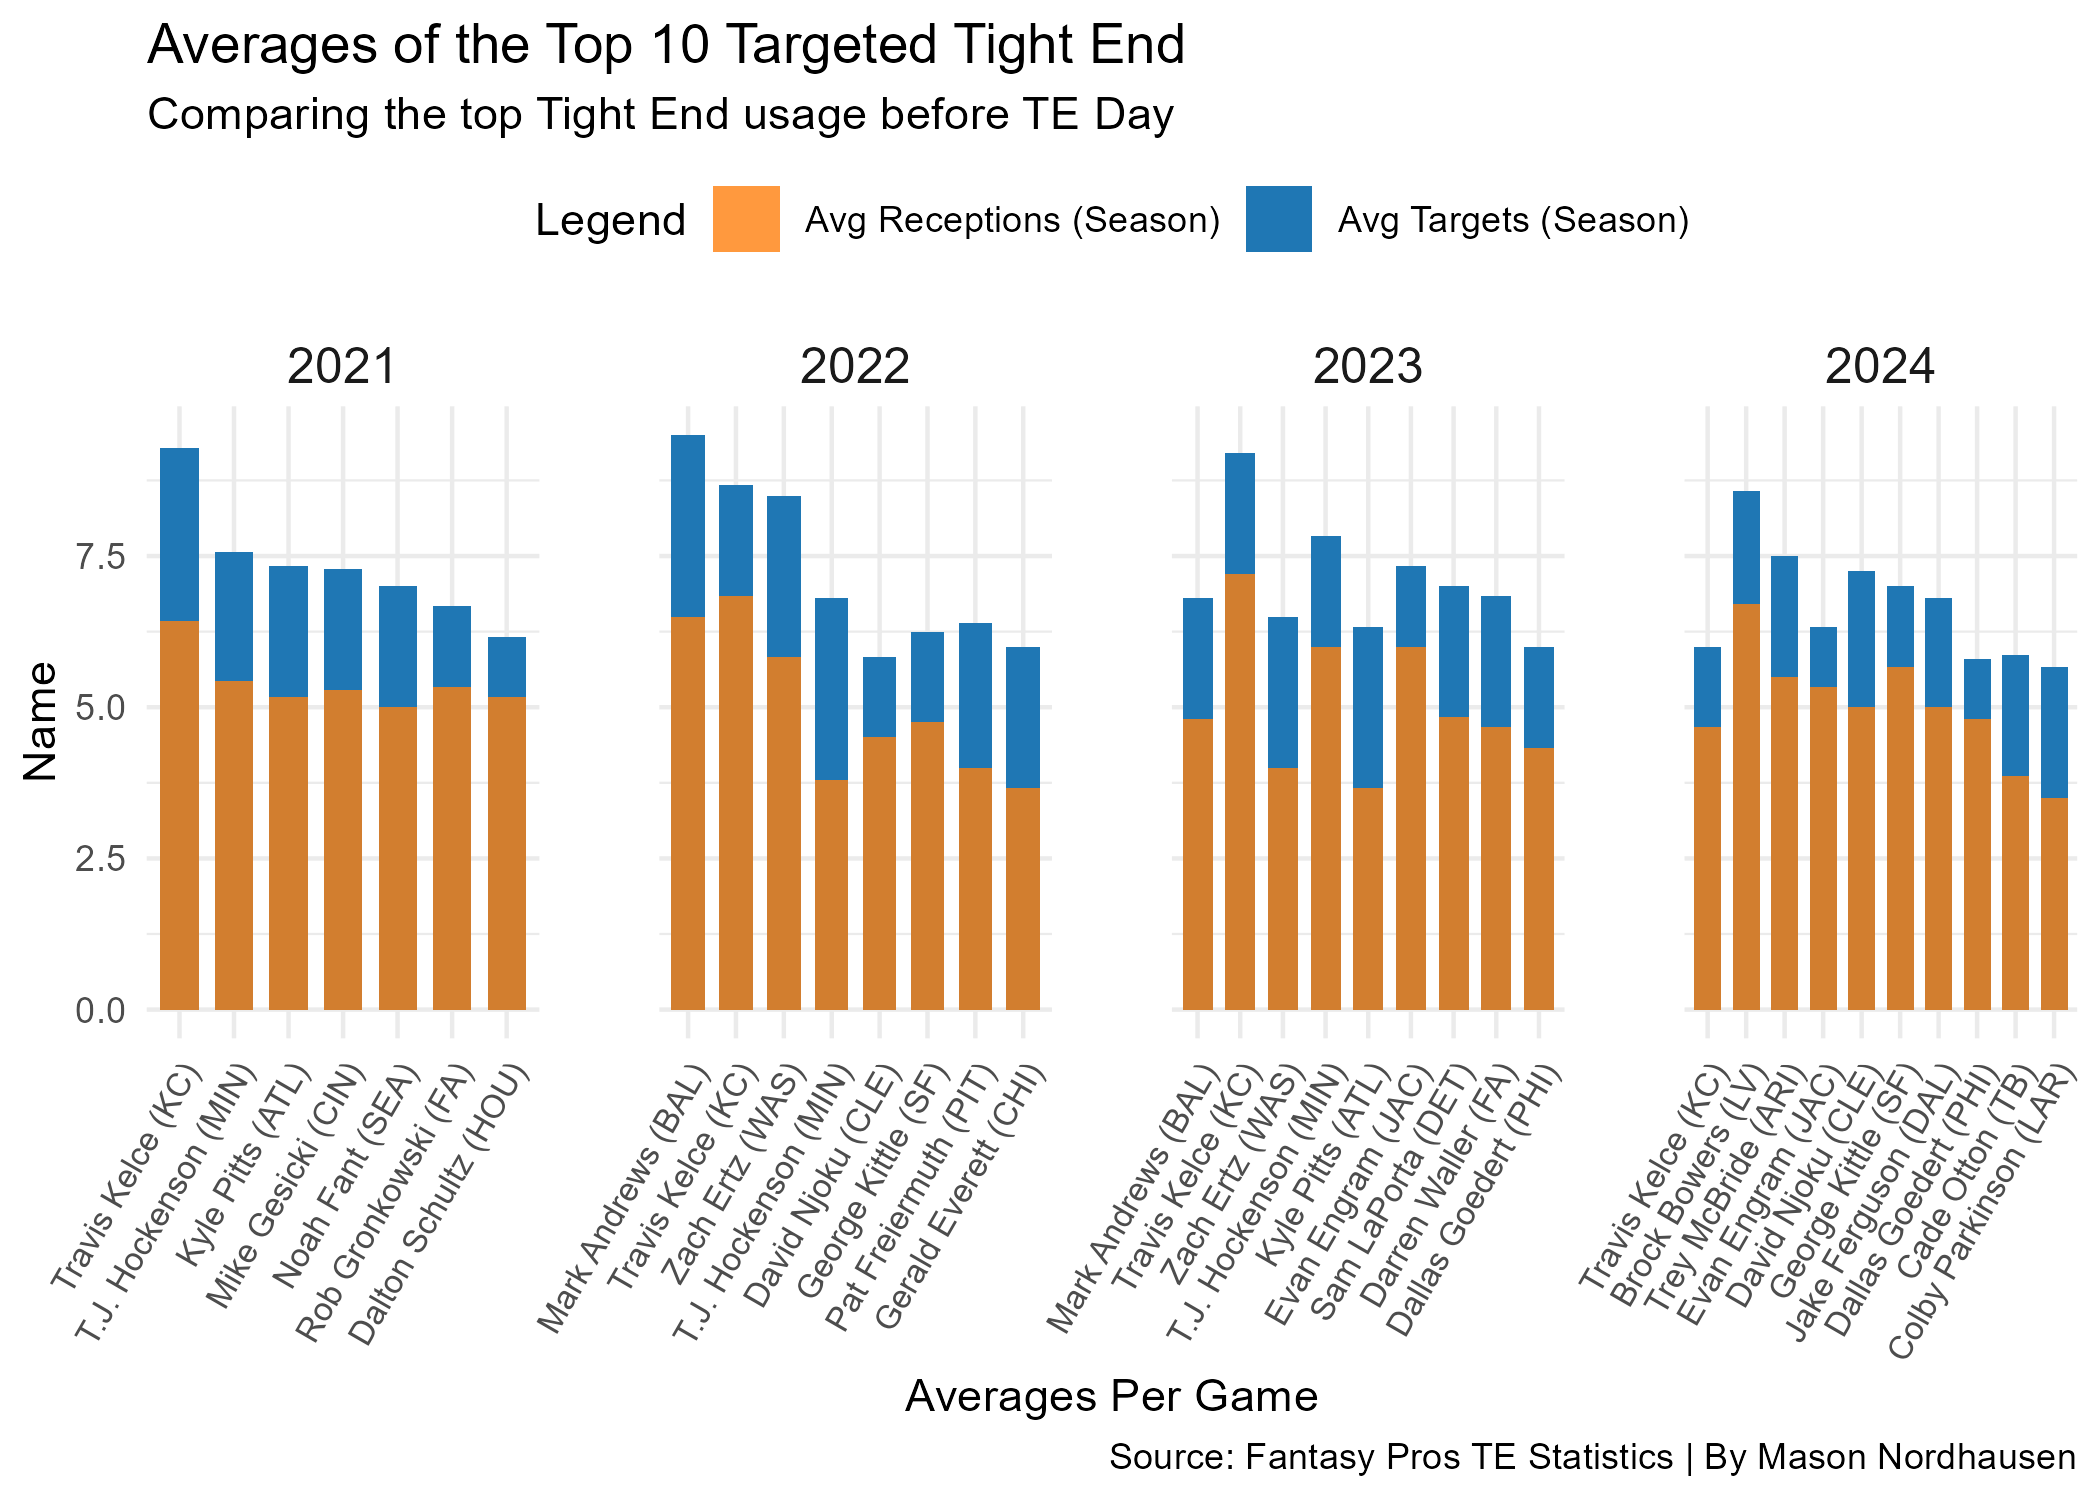 Averages of the Top 10 Targeted Tight End
Comparing the top Tight End usage before TE Day
Legend
Avg Receptions (Season)
Avg Targets (Season)
2021
2022
2023
2024
Name
7.5
5.0
2.5
0.0
Travis Kelce (KC)
T.J. Hockenson (MIN)
Kyle Pitts (ATL)
Mike Gesicki (CIN)
Noah Fant (SEA)
Rob Gronkowski (FA)
Dalton Schultz (HOU)
Mark Andrews (BAL)
Travis Kelce (KC)
Zach Ertz (WAS)
T.J. Hockenson (MIN)
David Njoku (CLE)
George Kittle (SF)
Pat Freiermuth (PIT)
Gerald Everett (CHI)
Mark Andrews (BAL)
Travis Kelce (KC)
Zach Ertz (WAS)
T.J. Hockenson (MIN)
Kyle Pitts (ATL)
Evan Engram (JAC)
Sam LaPorta (DET)
Darren Waller (FA)
Dallas Goedert (PHI)
Travis Kelce (KC)
Brock Bowers (LV)
Trey McBride (ARI)
Evan Engram (JAC)
David Njoku (CLE)
George Kittle (SF)
Jake Ferguson (DAL)
Dallas Goedert (PHI)
Cade Otton (TB)
Colby Parkinson (LAR)
Averages Per Game
Source: Fantasy Pros TE Statistics | By Mason Nordhausen